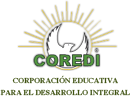 COREDI
CORPORACIÓN EDUCATIVA
PARA EL DESARROLLO INTEGRAL